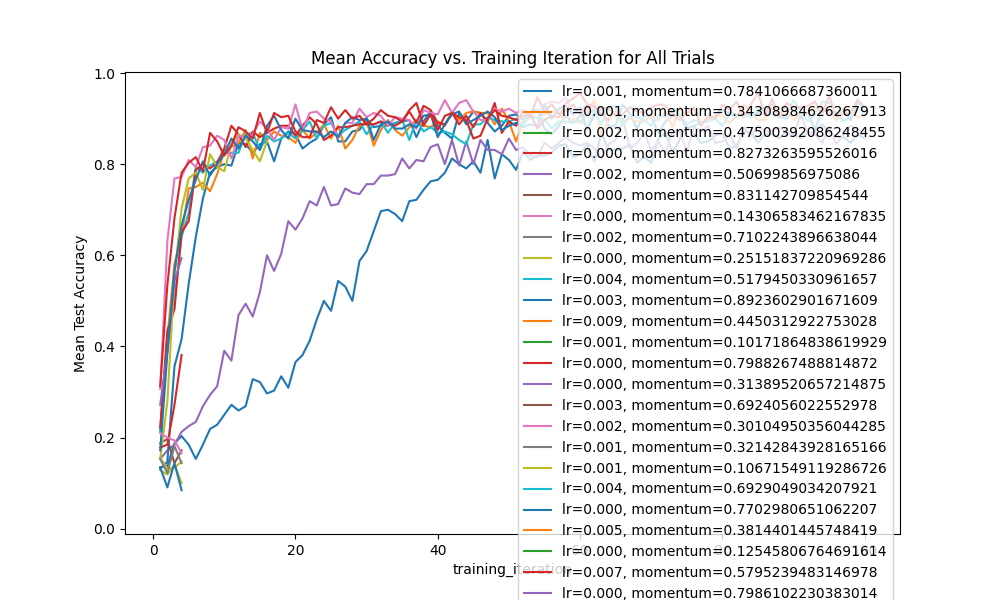 Mean Accuracy vs. Training Iteration for All Trials
1.0
0.8
0.6
0.4
0.2
0.0
Mean Test Accuracy
0
20
40
training_iteration
lr=0.001, momentum=0.7841066687360011
lr=0.001, momentum=0.34308984626267913
lr=0.002, momentum=0.47500392086248455
lr=0.000, momentum=0.8273263595526016
lr=0.002, momentum=0.50699856975086
lr=0.000, momentum=0.831142709854544
lr=0.000, momentum=0.14306583462167835
lr=0.002, momentum=0.7102243896638044
lr=0.000, momentum=0.25151837220969286
lr=0.004, momentum=0.5179450330961657
lr=0.003, momentum=0.8923602901671609
lr=0.009, momentum=0.4450312922753028
lr=0.001, momentum=0.10171864838619929
lr=0.000, momentum=0.7988267488814872
lr=0.000, momentum=0.31389520657214875
lr=0.003, momentum=0.6924056022552978
lr=0.002, momentum=0.30104950356044285
lr=0.001, momentum=0.32142843928165166
lr=0.001, momentum=0.10671549119286726
lr=0.004, momentum=0.6929049034207921
lr=0.000, momentum=0.7702980651062207
lr=0.005, momentum=0.3814401445748419
lr=0.000, momentum=0.12545806764691614
lr=0.007, momentum=0.5795239483146978
lr=0.000, momentum=0.7986102230383014